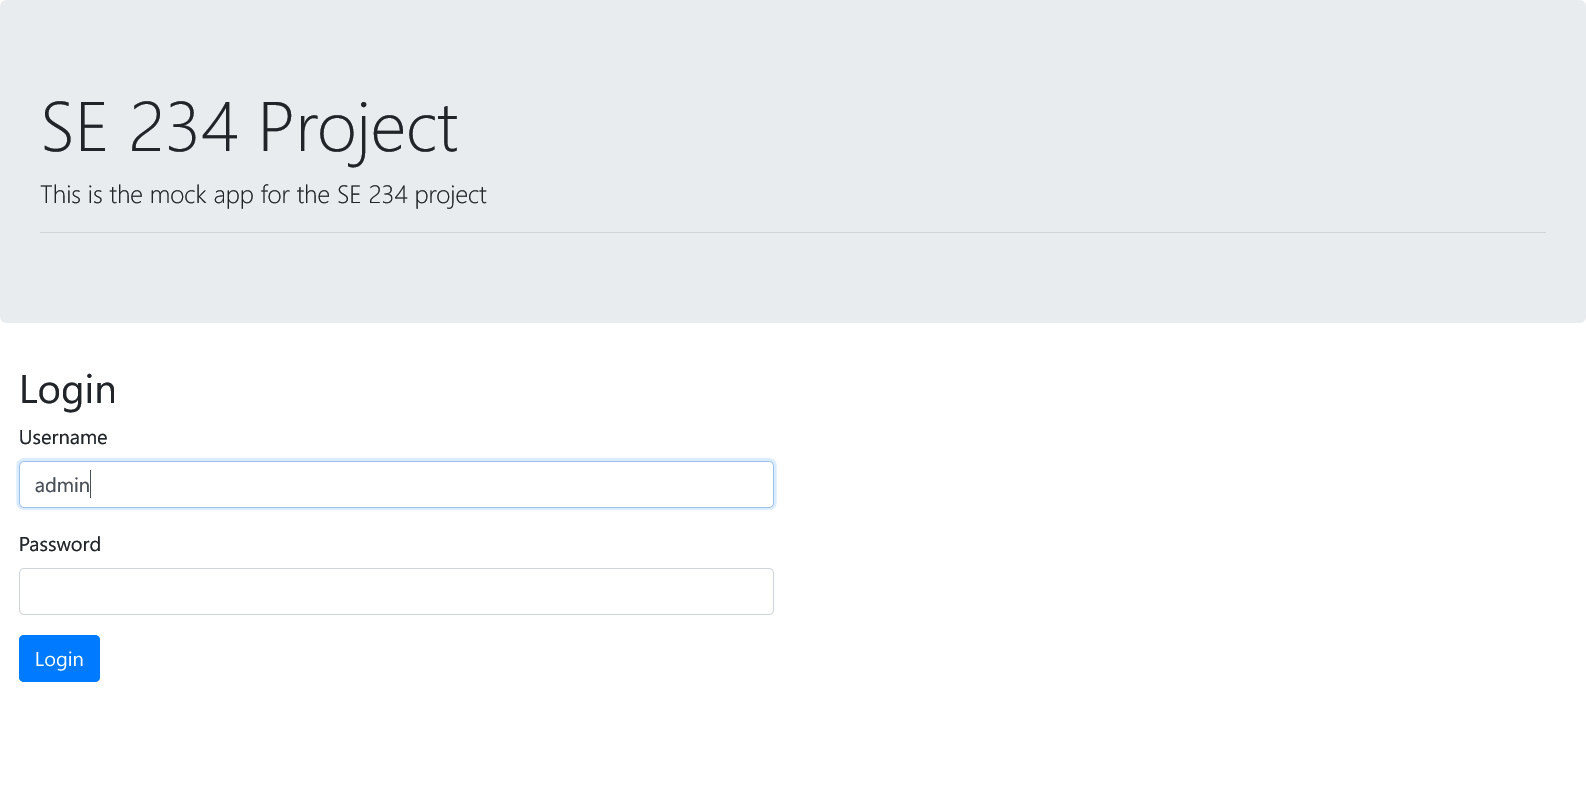 SE 234 Project
This is the mock app for the SE 234 project
Login
Username
admin
Password
Login